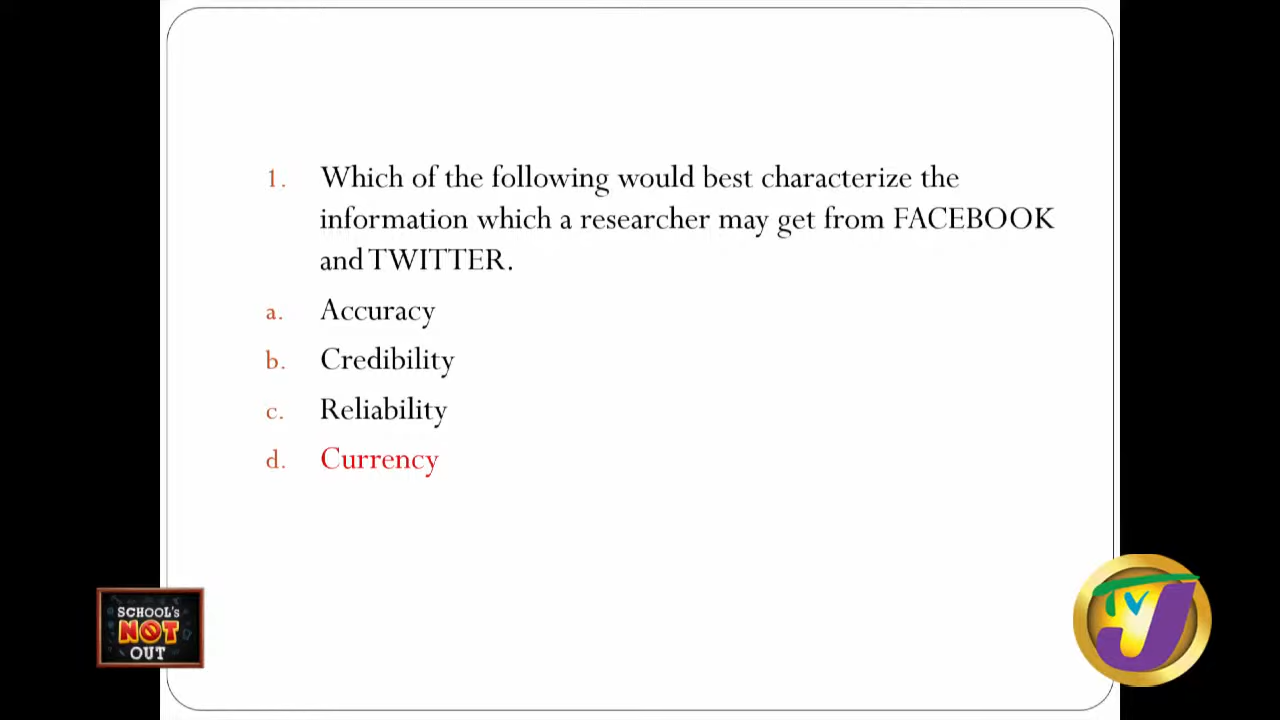 1. Which of the following would best characterize the
information which a researcher may get from FACEBOOK
and TWITTER.
a. Accuracy
b. Credibility
c. Reliability
d. Currency
SCHOOL's
NOT
OUT
TVJ